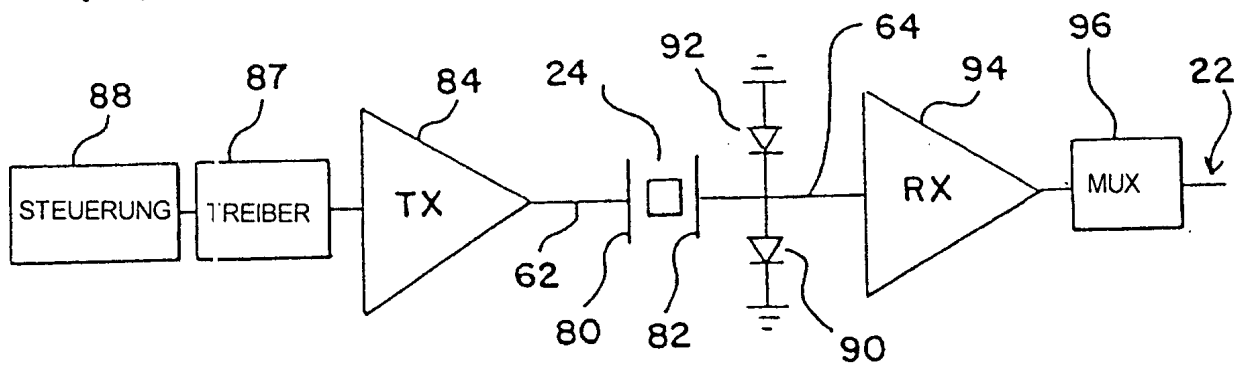 64
96
92
22
88
87
84
24
94
STEUERUNG
TREIBER
TX
RX
MUX
62
80
82
90